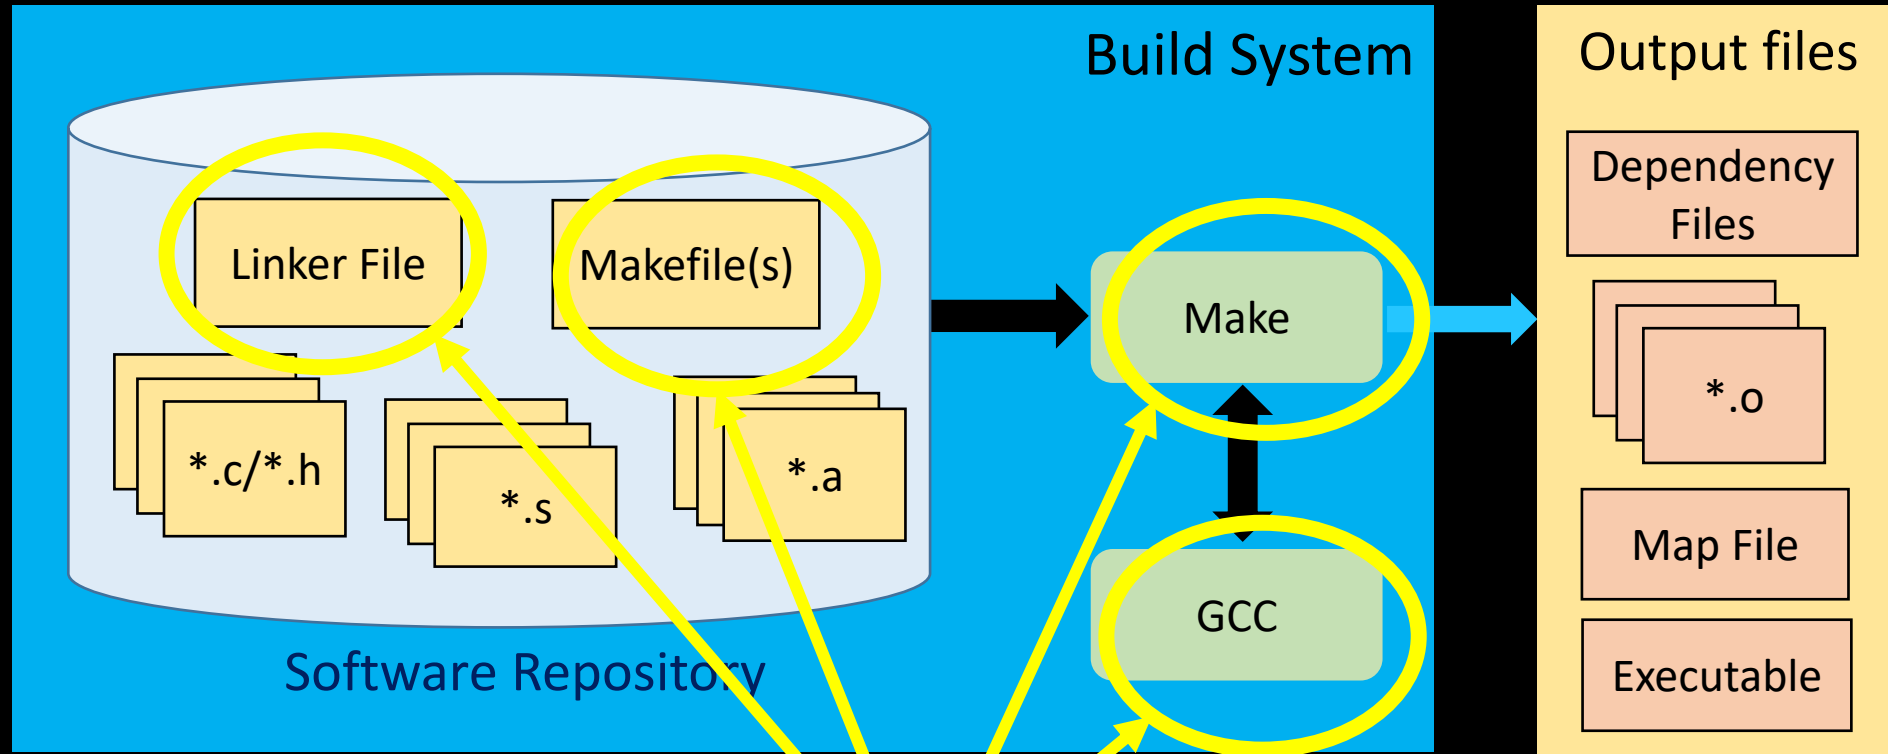 Build System
Output files
Linker File
Makefile(s)
*.c/*.h
*.s
*.a
Software Repository
Make
GCC
Dependency
Files
*.o
Map File
Executable